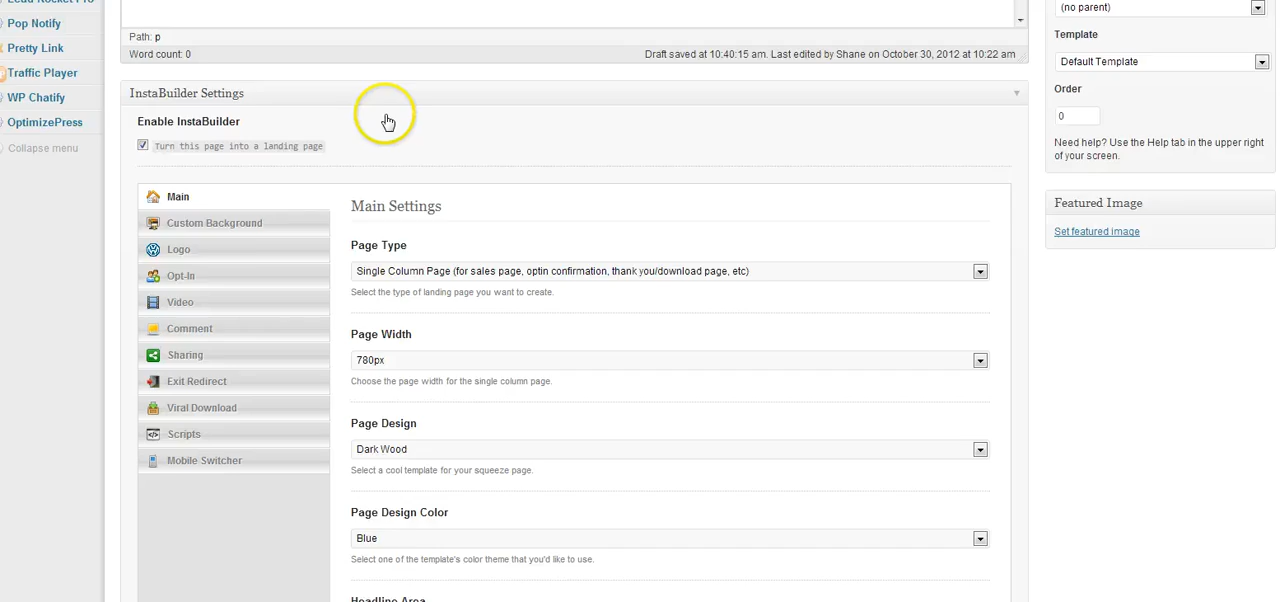 Lead Rocket Pro
Pop Notify
Pretty Link
Traffic Player
WP Chatify
OptimizePress
Collapse menu
Path: p
Word count: 0
Draft saved at 10:40:15 am. Last edited by Shane on October 30, 2012 at 10:22 am
InstaBuilder Settings
Enable InstaBuilder
Turn this page into a landing page
Main
Custom Background
Logo
Opt-In
Video
Comment
Sharing
Exit Redirect
Viral Download
Scripts
Mobile Switcher
Main Settings
Page Type
Single Column Page (for sales page, optin confirmation, thank you/download page, etc)
Select the type of landing page you want to create.
Page Width
780px
Choose the page width for the single column page.
Page Design
Dark Wood
Select a cool template for your squeeze page.
Page Design Color
Blue
Select one of the template's color theme that you'd like to use.
Headline Area
(no parent)
Template
Default Template
Order
0
Need help? Use the Help tab in the upper right
of your screen.
Featured Image
Set featured image